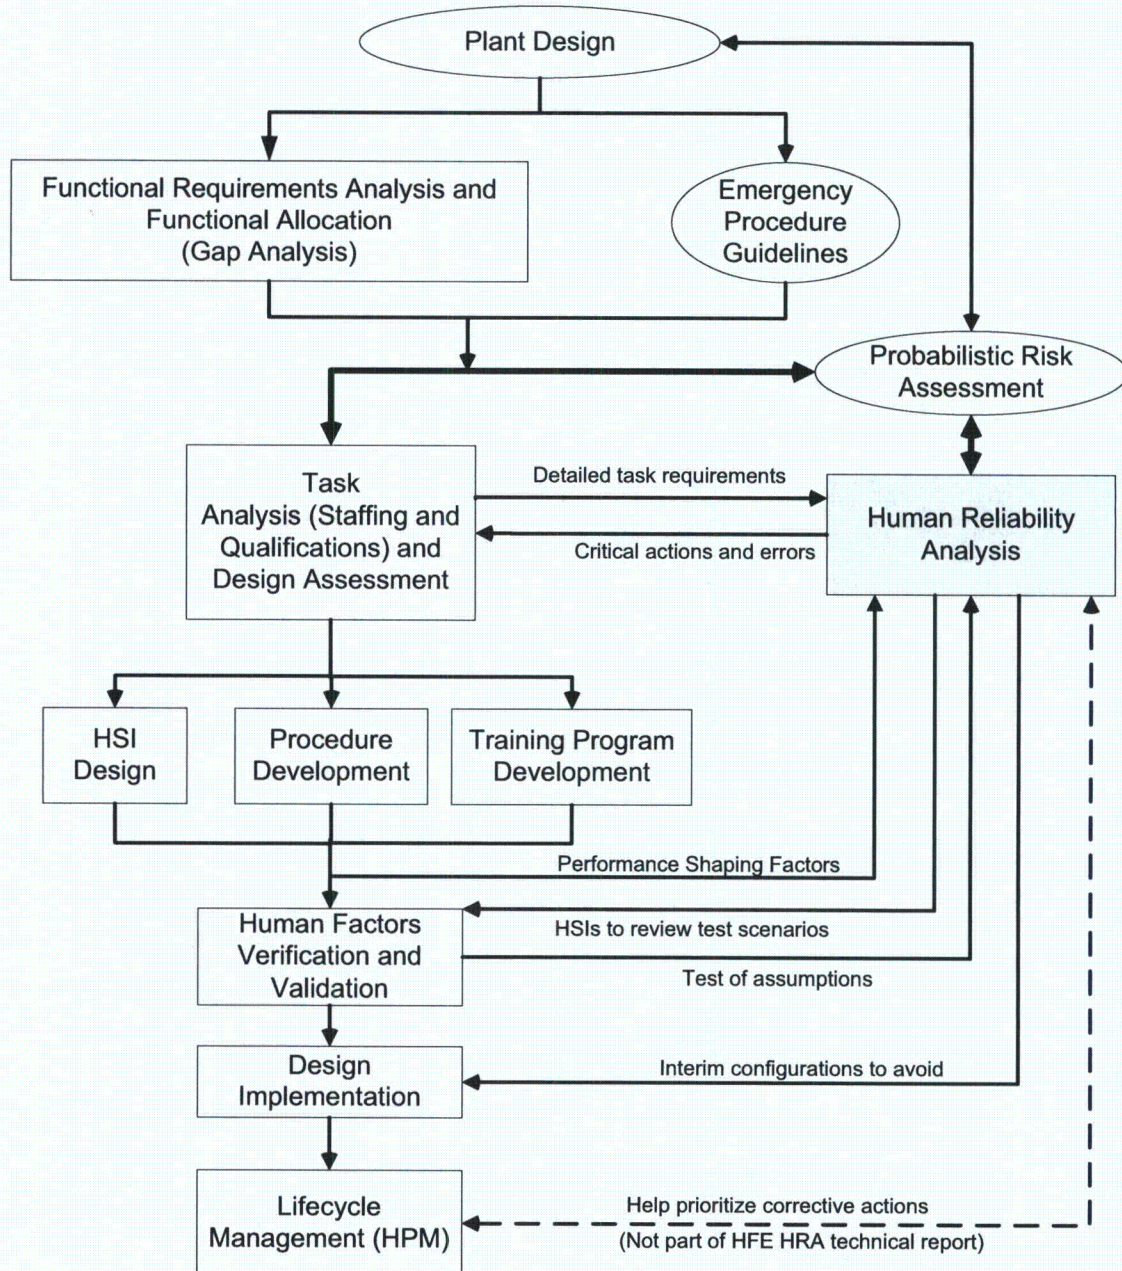 Plant Design
Functional Requirements Analysis and
Functional Allocation
(Gap Analysis)
Emergency
Procedure
Guidelines
Probabilistic Risk
Assessment
Task
Analysis (Staffing and
Qualifications) and
Design Assessment
Detailed task requirements
Critical actions and errors
Human Reliability
Analysis
HSI
Design
Procedure
Development
Training Program
Development
Performance Shaping Factors
Human Factors
Verification and
Validation
HSIs to review test scenarios
Test of assumptions
Design
Implementation
Interim configurations to avoid
Lifecycle
Management (HPM)
Help prioritize corrective actions
(Not part of HFE HRA technical report)